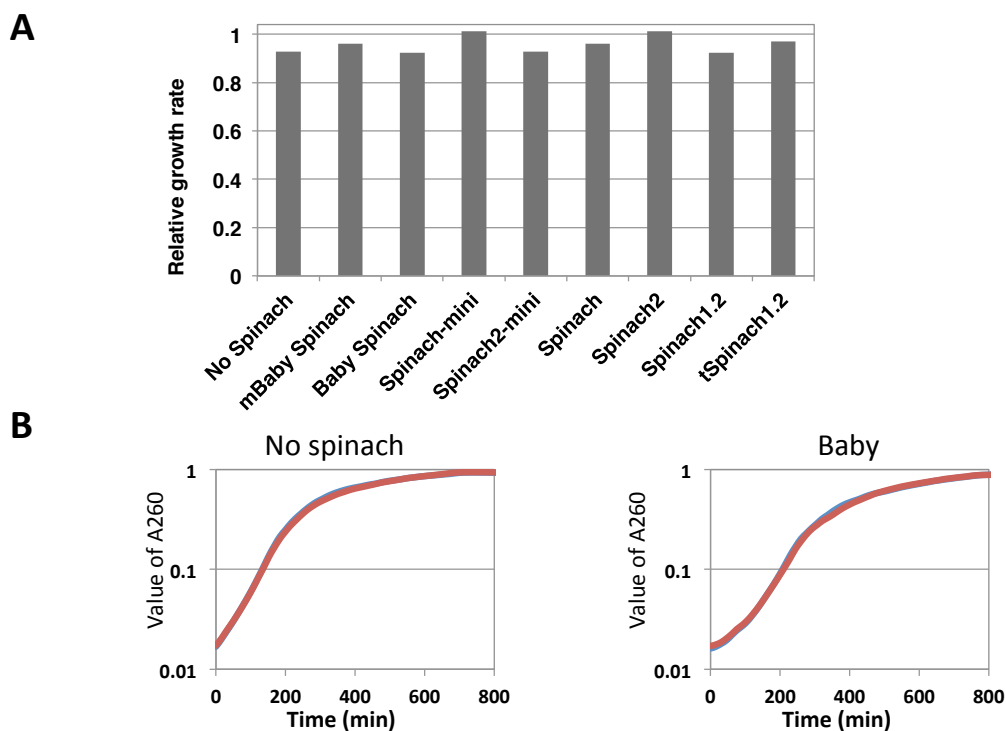 A
Relative growth rate
1
0.8
0.6
0.4
0.2
0
No Spinach
mBaby Spinach
Baby Spinach
Spinach-mini
Spinach2-mini
Spinach
Spinach2
Spinach1.2
tSpinach1.2
B
No spinach
Value of A260
1
0.1
0.01
0 200 400 600 800
Time (min)
Baby
Value of A260
1
0.1
0.01
0 200 400 600 800
Time (min)